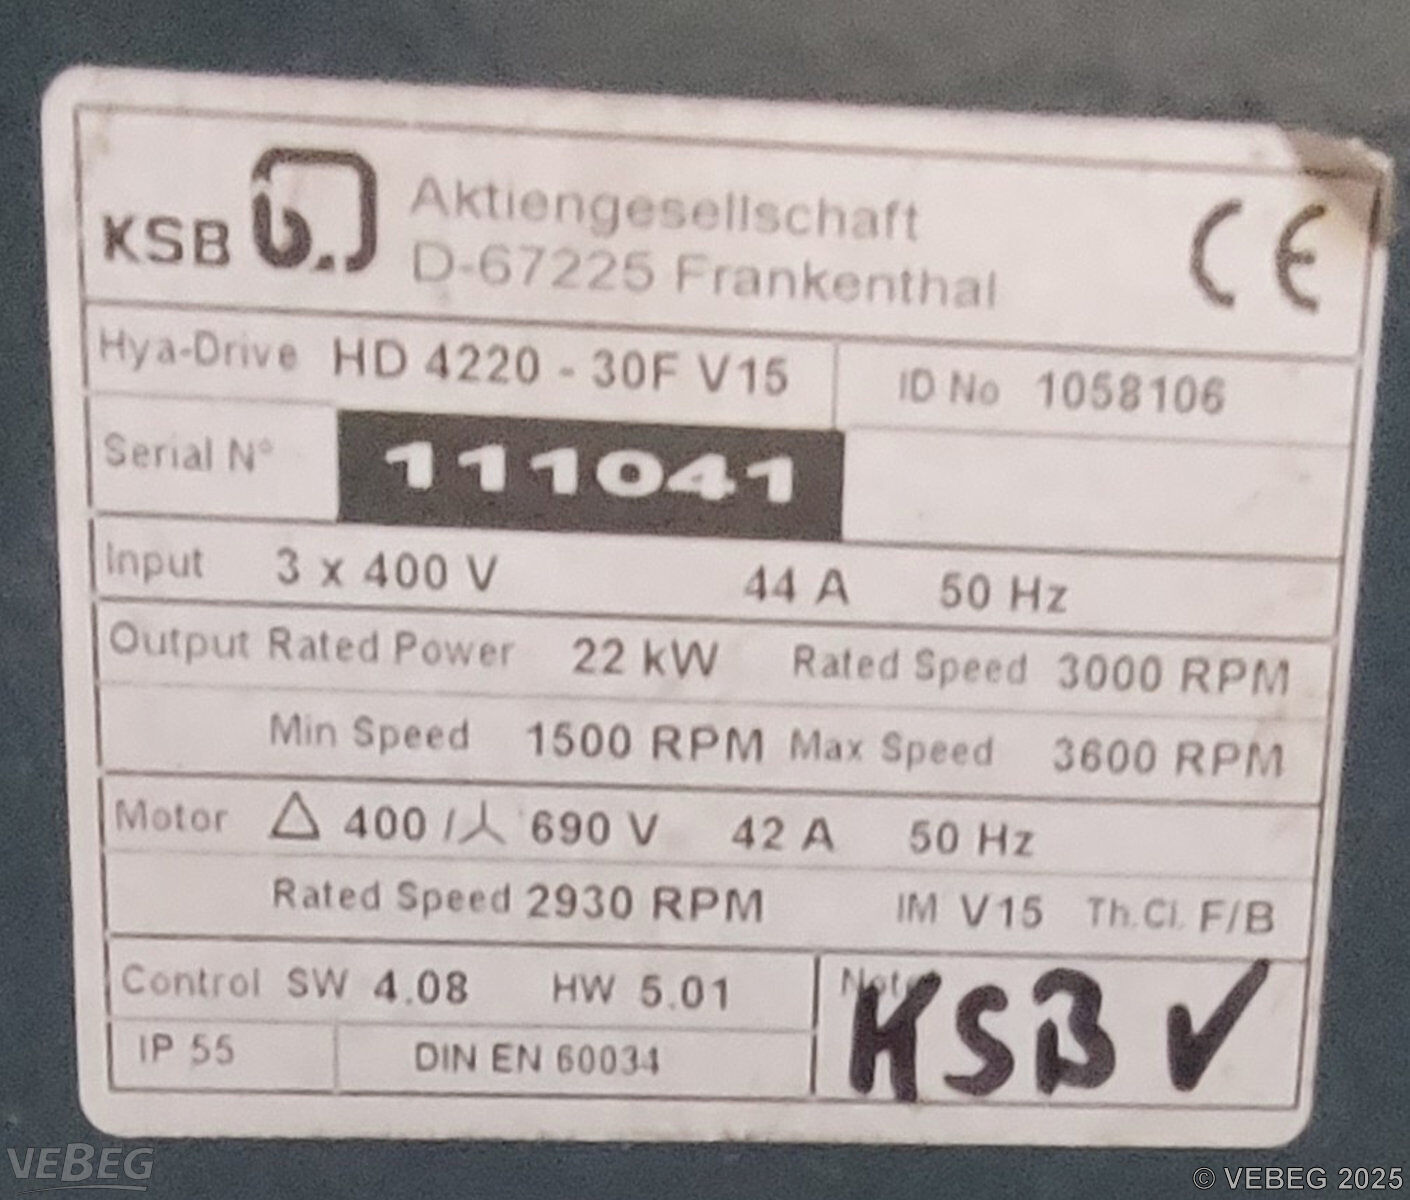 KSB Aktiengesellschaft
D-67225 Frankenthal
CE
Hya-Drive HD 4220 - 30F V15 ID No 1058106
Serial N° 111041
Input 3 x 400 V 44 A 50 Hz
Output Rated Power 22 kW Rated Speed 3000 RPM
Min Speed 1500 RPM Max Speed 3600 RPM
Motor △ 400 / ⅄ 690 V 42 A 50 Hz
Rated Speed 2930 RPM IM V15 Th.Cl. F/B
Control SW 4.08 HW 5.01
KSB ✓
IP 55 DIN EN 60034
VEBEG
© VEBEG 2025